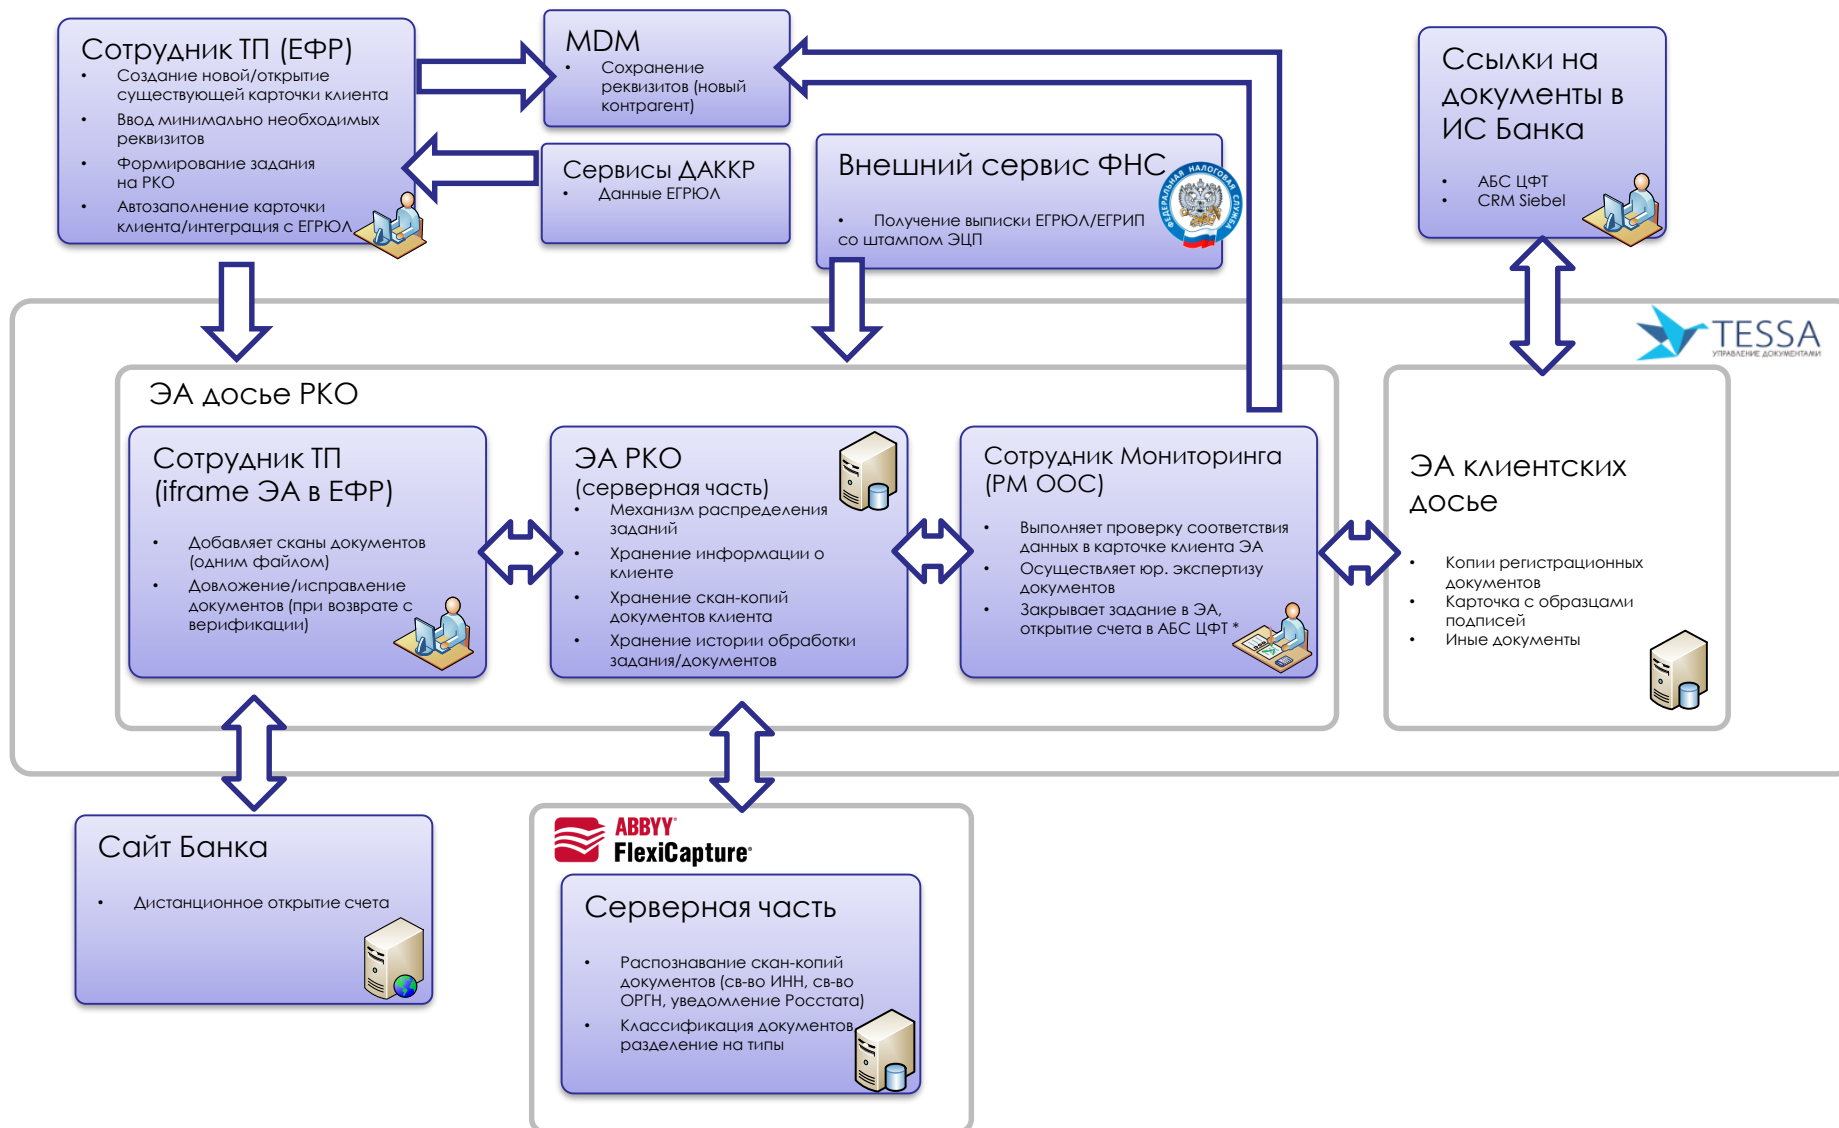 Сотрудник ТП (ЕФР)
• Создание новой/открытие
существующей карточки клиента
• Ввод минимально необходимых
реквизитов
• Формирование задания
на РКО
• Автозаполнение карточки
клиента/интеграция с ЕГРЮЛ
MDM
• Сохранение
реквизитов (новый
контрагент)
Сервисы ДАККР
• Данные ЕГРЮЛ
Внешний сервис ФНС
• Получение выписки ЕГРЮЛ/ЕГРИП
со штампом ЭЦП
ФЕДЕРАЛЬНАЯ НАЛОГОВАЯ СЛУЖБА
Ссылки на
документы в
ИС Банка
• АБС ЦФТ
• CRM Siebel
TESSA
УПРАВЛЕНИЕ ДОКУМЕНТАМИ
ЭА досье РКО
Сотрудник ТП
(iframe ЭА в ЕФР)
• Добавляет сканы документов
(одним файлом)
• Довложение/исправление
документов (при возврате с
верификации)
ЭА РКО
(серверная часть)
• Механизм распределения
заданий
• Хранение информации о
клиенте
• Хранение скан-копий
документов клиента
• Хранение истории обработки
задания/документов
Сотрудник Мониторинга
(РМ ООС)
• Выполняет проверку соответствия
данных в карточке клиента ЭА
• Осуществляет юр. экспертизу
документов
• Закрывает задание в ЭА,
открытие счета в АБС ЦФТ *
ЭА клиентских
досье
• Копии регистрационных
документов
• Карточка с образцами
подписей
• Иные документы
Сайт Банка
• Дистанционное открытие счета
ABBYY®
FlexiCapture®
Серверная часть
• Распознавание скан-копий
документов (св-во ИНН, св-во
ОРГН, уведомление Росстата)
• Классификация документов,
разделение на типы